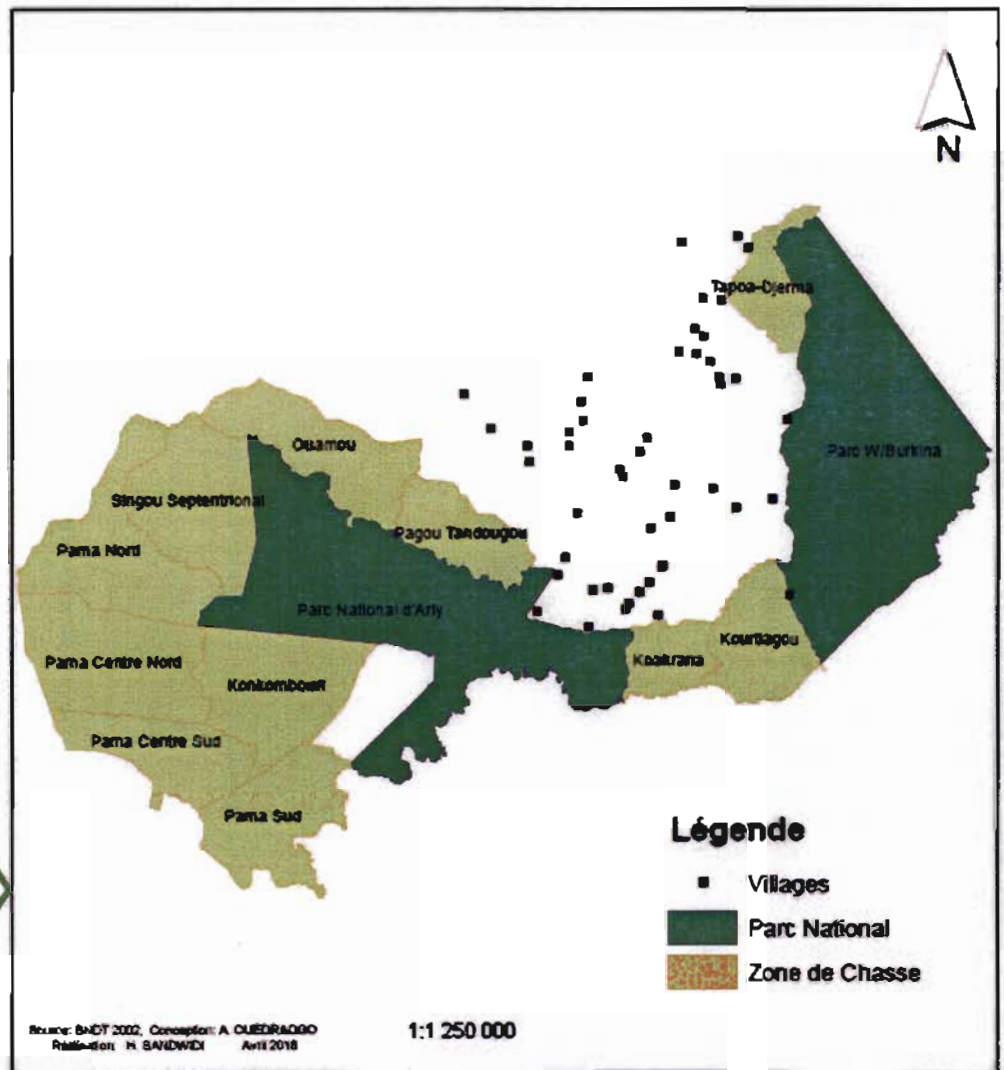 N
Tapoa-Djerma
Parc W/Burkina
Ouamou
Singou Septentrional
Pagou Tandougou
Pama Nord
Parc National d'Arly
Kourtiagou
Pama Centre Nord
Koakrana
Konkombouri
Pama Centre Sud
Pama Sud
Légende
Villages
Parc National
Zone de Chasse
Source: BNDT 2002, Conception: A. OUEDRAOGO
Réalisation: H. SANDWIDI Avril 2018
1:1 250 000